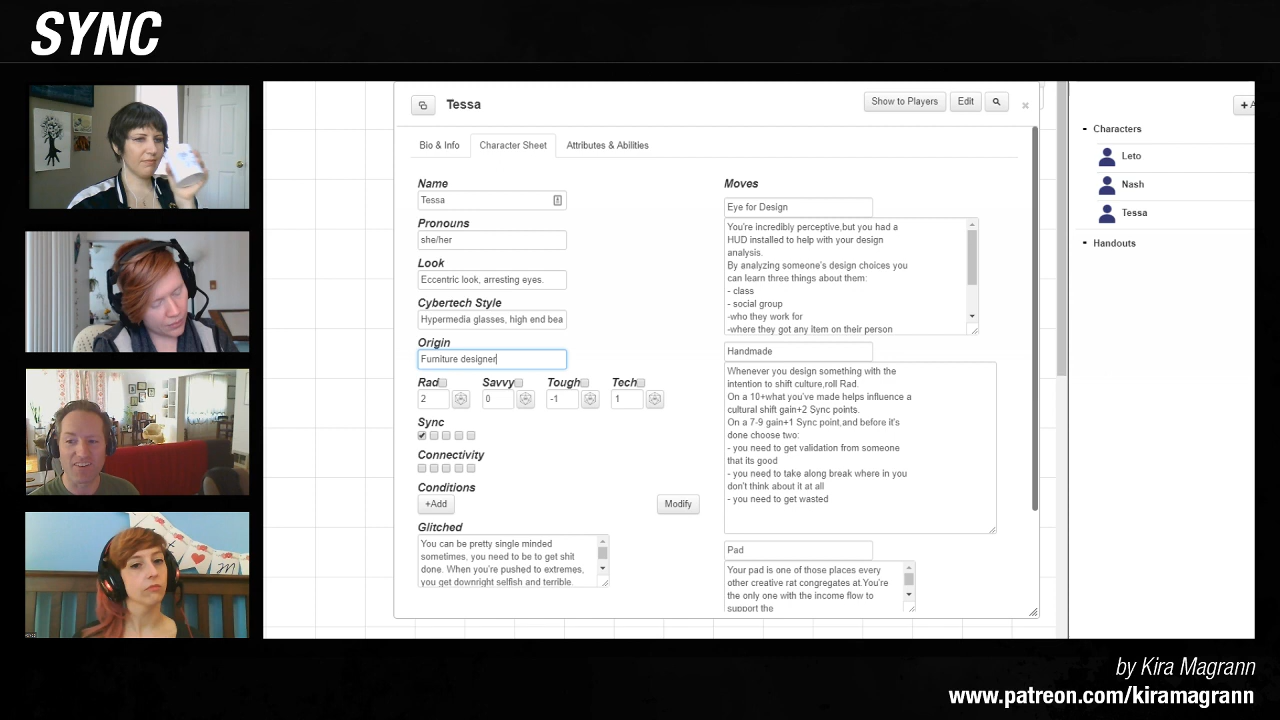 SYNC
Tessa
Show to Players
Edit
Bio & Info
Character Sheet
Attributes & Abilities
Name
Tessa
Pronouns
she/her
Look
Eccentric look, arresting eyes.
Cybertech Style
Hypermedia glasses, high end bea
Origin
Furniture designer
Rad Savvy Tough Tech
2 0 -1 1
Sync
Connectivity
Conditions
+Add
Modify
Glitched
You can be pretty single minded
sometimes, you need to be to get shit
done. When you're pushed to extremes,
you get downright selfish and terrible.
Moves
Eye for Design
You're incredibly perceptive,but you had a
HUD installed to help with your design
analysis.
By analyzing someone's design choices you
can learn three things about them:
- class
- social group
-who they work for
-where they got any item on their person
Handmade
Whenever you design something with the
intention to shift culture,roll Rad.
On a 10+what you've made helps influence a
cultural shift gain+2 Sync points.
On a 7-9 gain+1 Sync point,and before it's
done choose two:
- you need to get validation from someone
that its good
- you need to take along break where in you
don't think about it at all
- you need to get wasted
Pad
Your pad is one of those places every
other creative rat congregates at.You're
the only one with the income flow to
support the
+ A
Characters
Leto
Nash
Tessa
Handouts
by Kira Magrann
www.patreon.com/kiramagrann